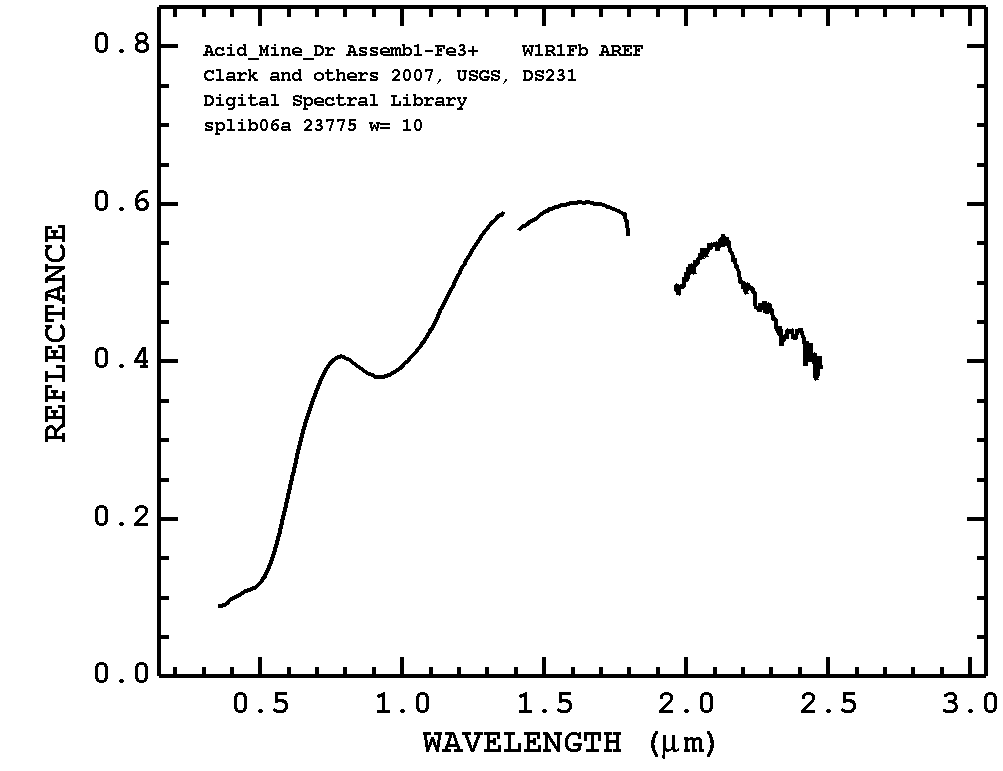 Acid_Mine_Dr Assemb1-Fe3+ W1R1Fb AREF
Clark and others 2007, USGS, DS231
Digital Spectral Library
splib06a 23775 w= 10
0.8
0.6
0.4
0.2
0.0
REFLECTANCE
0.5 1.0 1.5 2.0 2.5 3.0
WAVELENGTH (μm)